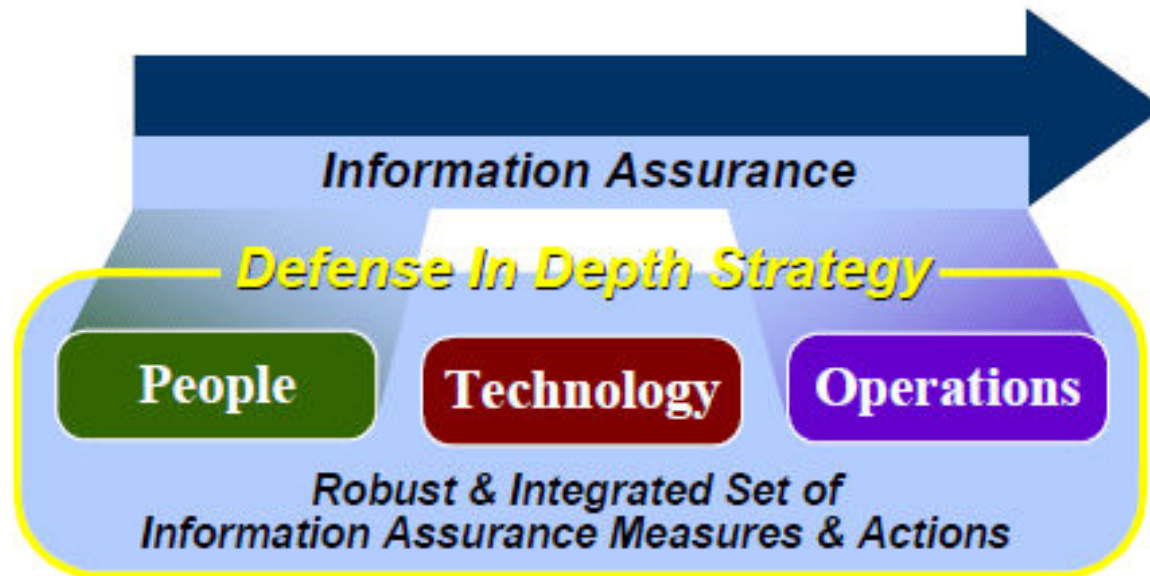 Information Assurance
Defense In Depth Strategy
People
Technology
Operations
Robust & Integrated Set of
Information Assurance Measures & Actions